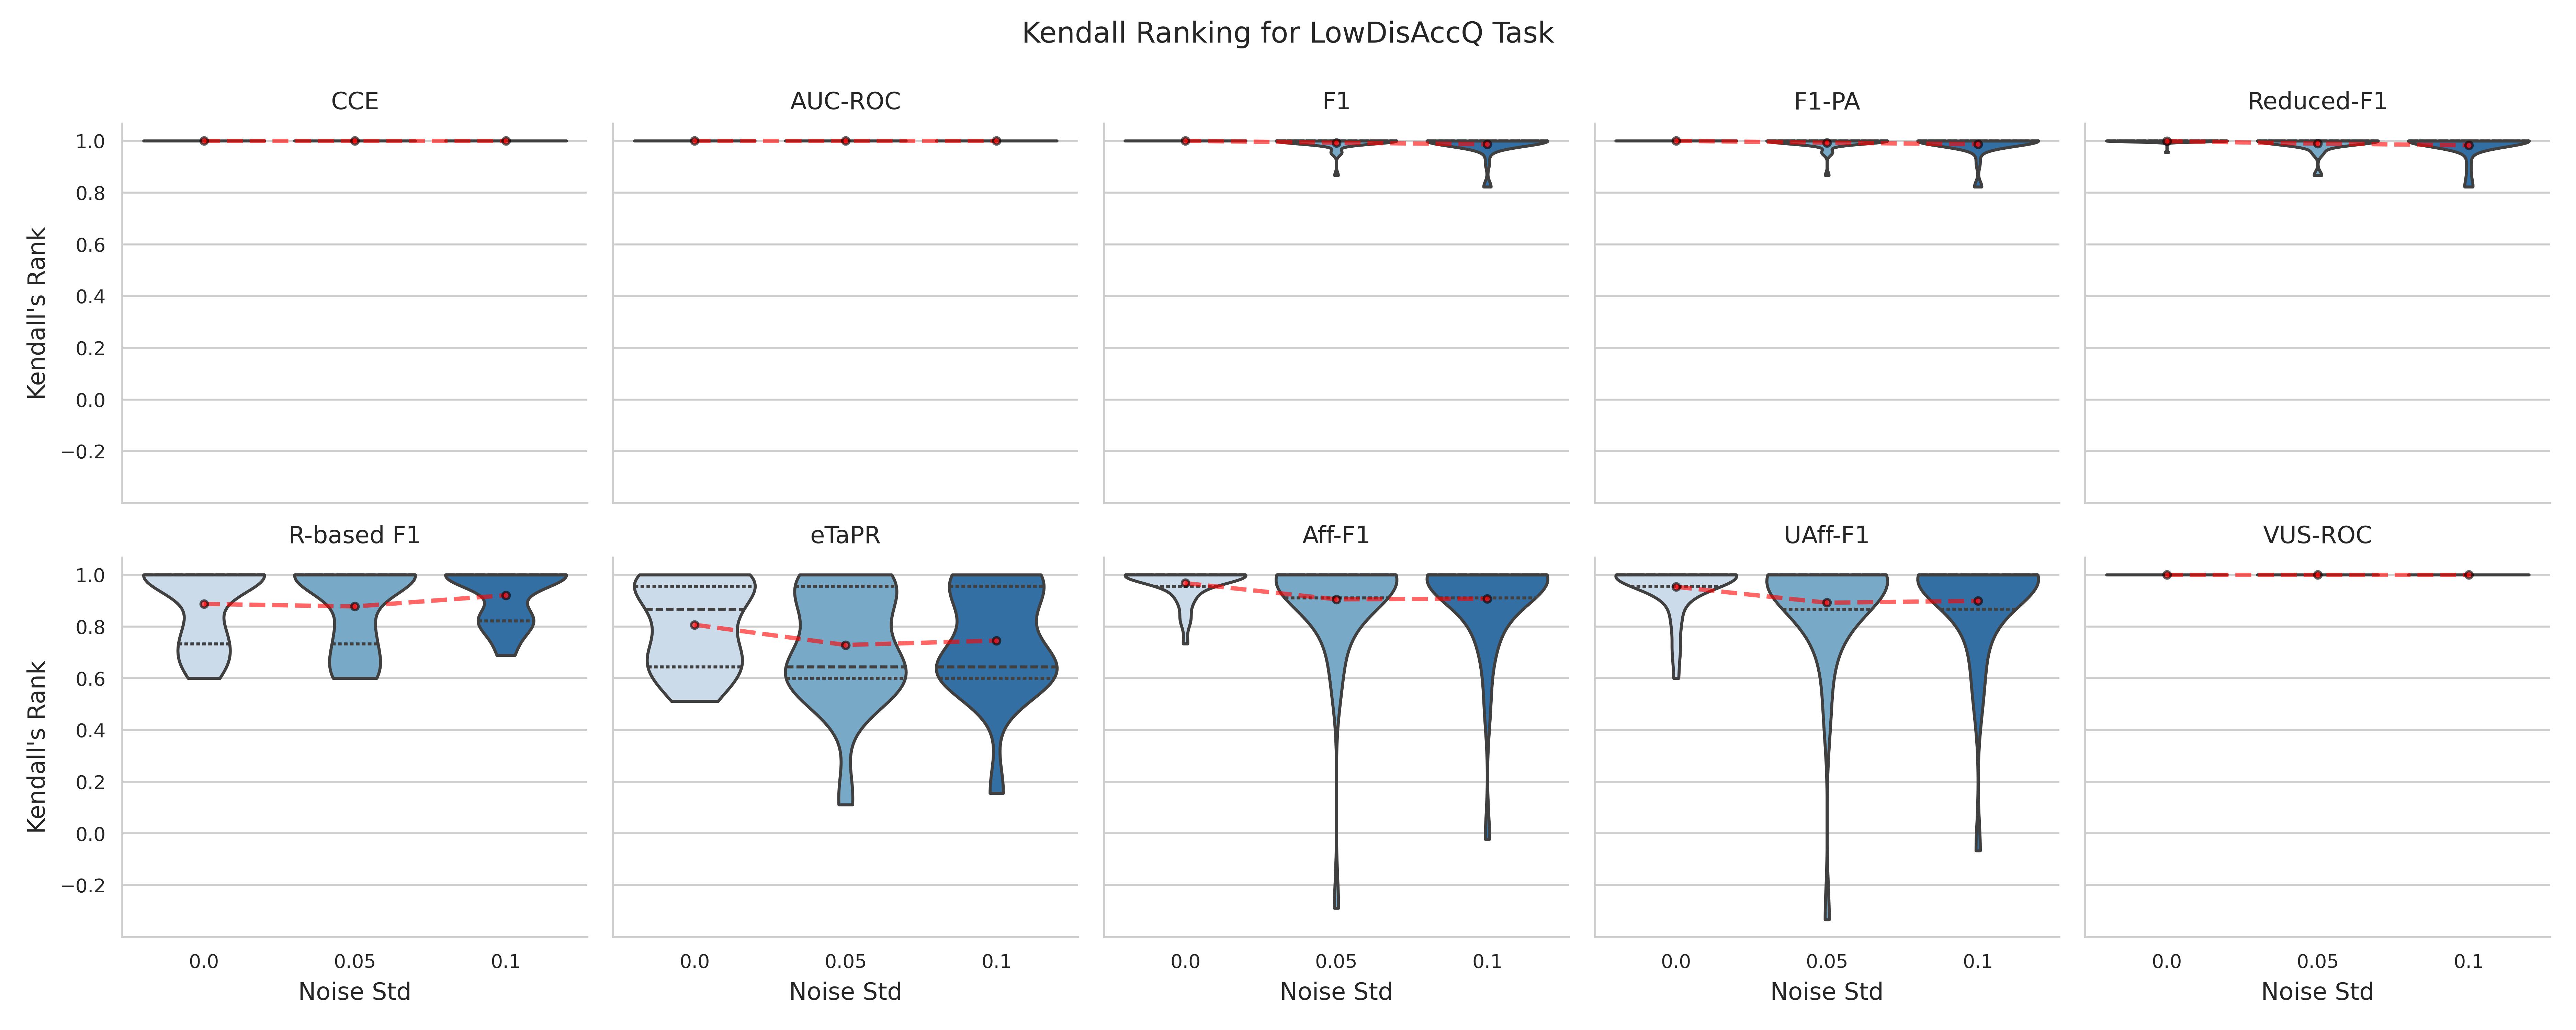 Kendall Ranking for LowDisAccQ Task
CCE
AUC-ROC
F1
F1-PA
Reduced-F1
Kendall's Rank
1.0
0.8
0.6
0.4
0.2
0.0
−0.2
R-based F1
eTaPR
Aff-F1
UAff-F1
VUS-ROC
Kendall's Rank
1.0
0.8
0.6
0.4
0.2
0.0
−0.2
0.0 0.05 0.1
0.0 0.05 0.1
0.0 0.05 0.1
0.0 0.05 0.1
0.0 0.05 0.1
Noise Std
Noise Std
Noise Std
Noise Std
Noise Std